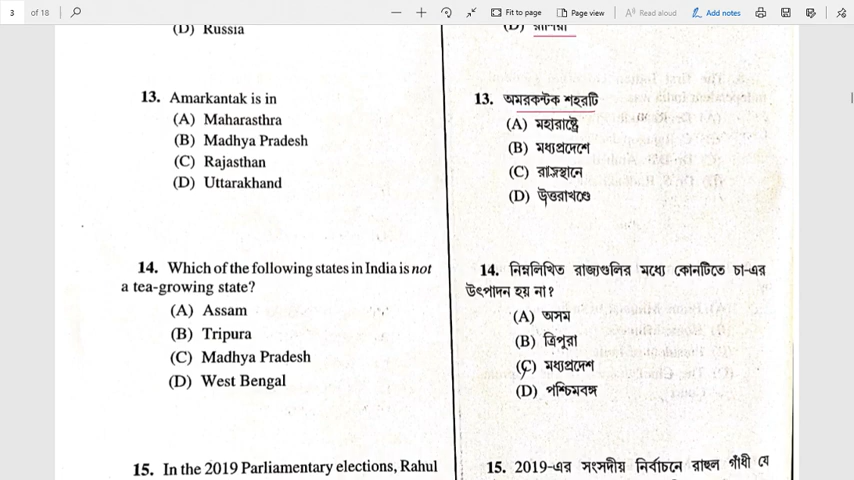 3 of 18 Fit to page Page view Read aloud Add notes
(D) Russia
13. Amarkantak is in
(A) Maharasthra
(B) Madhya Pradesh
(C) Rajasthan
(D) Uttarakhand
14. Which of the following states in India is not
a tea-growing state?
(A) Assam
(B) Tripura
(C) Madhya Pradesh
(D) West Bengal
15. In the 2019 Parliamentary elections, Rahul
(D) রাশিয়া
13. অমরকন্টক শহরটি
(A) মহারাষ্ট্রে
(B) মধ্যপ্রদেশে
(C) রাজস্থানে
(D) উত্তরাখণ্ডে
14. নিম্নলিখিত রাজ্যগুলির মধ্যে কোনটিতে চা-এর
উৎপাদন হয় না?
(A) অসম
(B) ত্রিপুরা
(C) মধ্যপ্রদেশ
(D) পশ্চিমবঙ্গ
15. 2019-এর সংসদীয় নির্বাচনে রাহুল গাঁধী যে